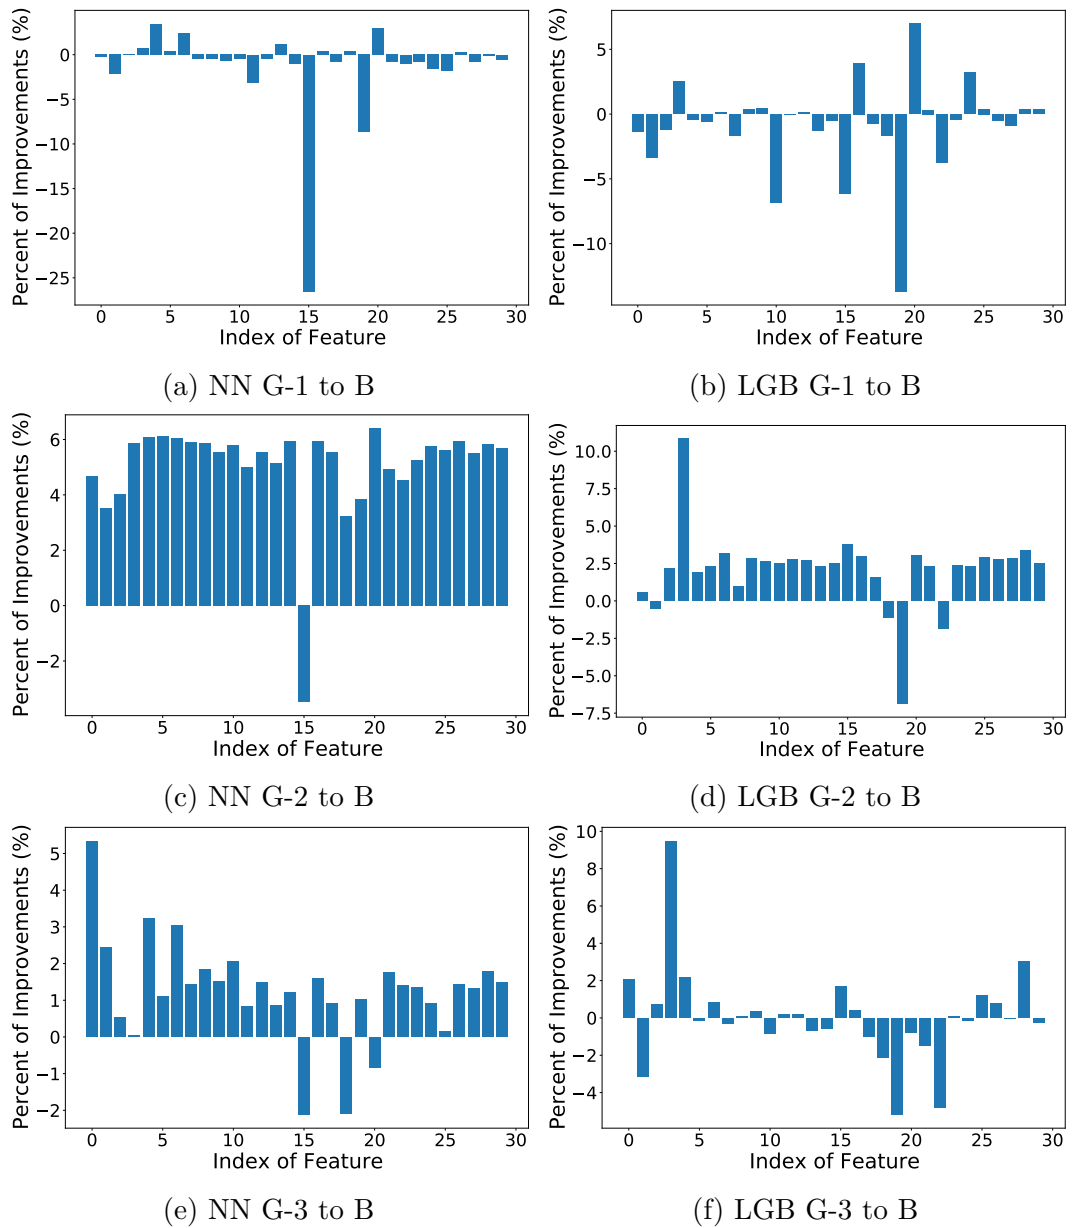 Percent of Improvements (%)
0
−5
−10
−15
−20
−25
0 5 10 15 20 25 30
Index of Feature
(a) NN G-1 to B
Percent of Improvements (%)
5
0
−5
−10
0 5 10 15 20 25 30
Index of Feature
(b) LGB G-1 to B
Percent of Improvements (%)
6
4
2
0
−2
0 5 10 15 20 25 30
Index of Feature
(c) NN G-2 to B
Percent of Improvements (%)
10.0
7.5
5.0
2.5
0.0
−2.5
−5.0
−7.5
0 5 10 15 20 25 30
Index of Feature
(d) LGB G-2 to B
Percent of Improvements (%)
5
4
3
2
1
0
−1
−2
0 5 10 15 20 25 30
Index of Feature
(e) NN G-3 to B
Percent of Improvements (%)
10
8
6
4
2
0
−2
−4
0 5 10 15 20 25 30
Index of Feature
(f) LGB G-3 to B